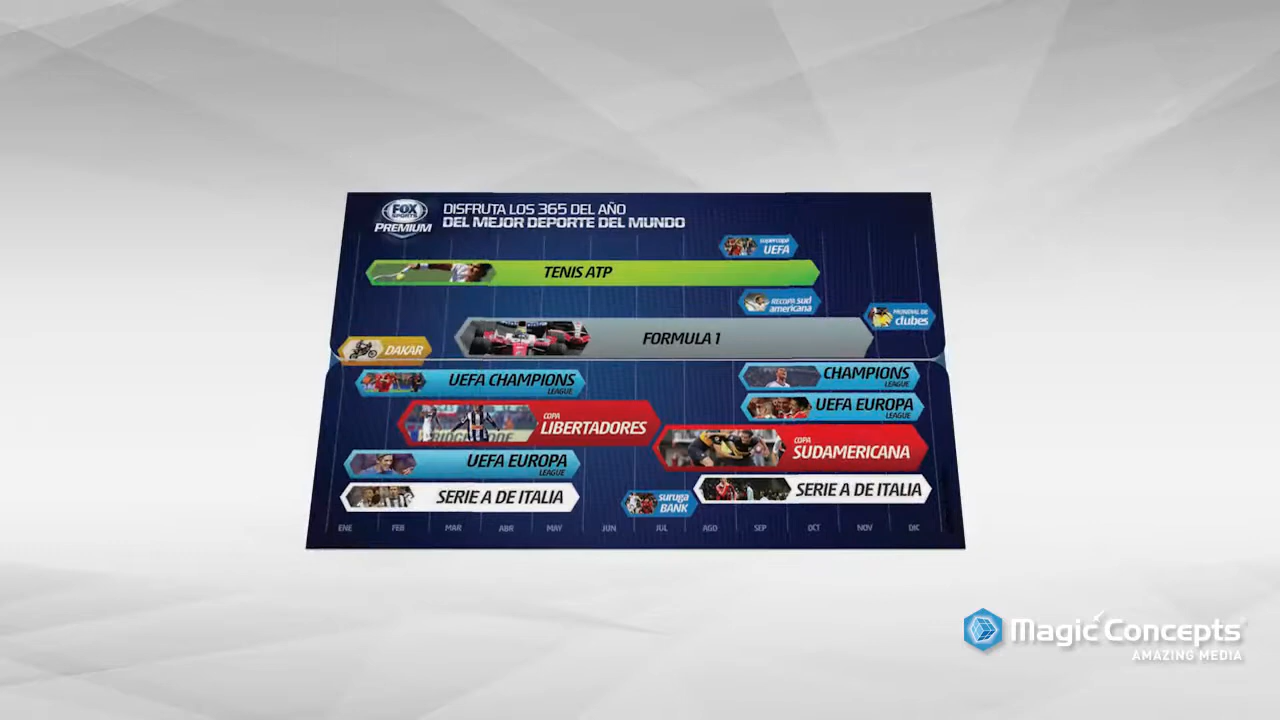 FOX
SPORTS
PREMIUM
DISFRUTA LOS 365 DEL AÑO
DEL MEJOR DEPORTE DEL MUNDO
supercopa
UEFA
TENIS ATP
RECOPA sud
americana
MUNDIAL DE
clubes
FORMULA 1
DAKAR
UEFA CHAMPIONS
LEAGUE
CHAMPIONS
LEAGUE
UEFA EUROPA
LEAGUE
COPA
LIBERTADORES
COPA
SUDAMERICANA
UEFA EUROPA
LEAGUE
SERIE A DE ITALIA
suruga
BANK
SERIE A DE ITALIA
ENE FEB MAR ABR MAY JUN JUL AGO SEP OCT NOV DIC
Magic Concepts
AMAZING MEDIA